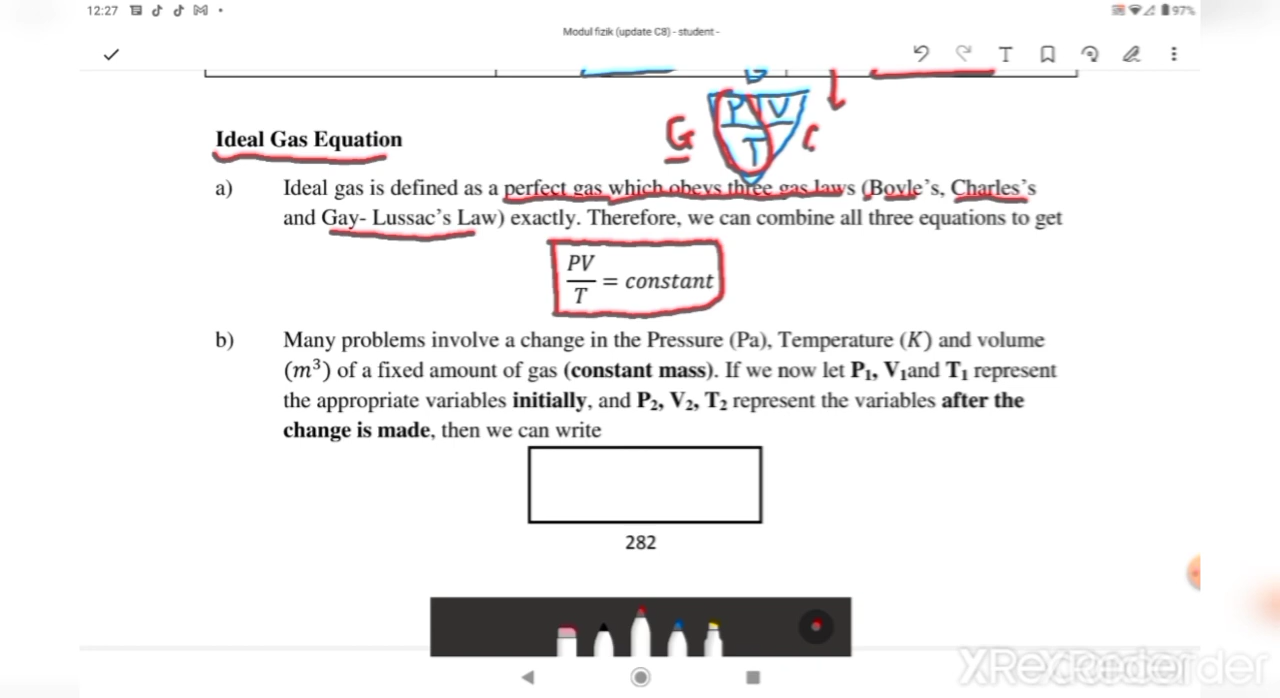 12:27
97%
Modul fizik (update C8) - student -
T
B
P V
T
G
C
Ideal Gas Equation
a) Ideal gas is defined as a perfect gas which obeys three gas laws (Boyle's, Charles's
and Gay- Lussac's Law) exactly. Therefore, we can combine all three equations to get
PV
T
= constant
b) Many problems involve a change in the Pressure (Pa), Temperature (K) and volume
(m³) of a fixed amount of gas (constant mass). If we now let P₁, V₁and T₁ represent
the appropriate variables initially, and P₂, V₂, T₂ represent the variables after the
change is made, then we can write
282